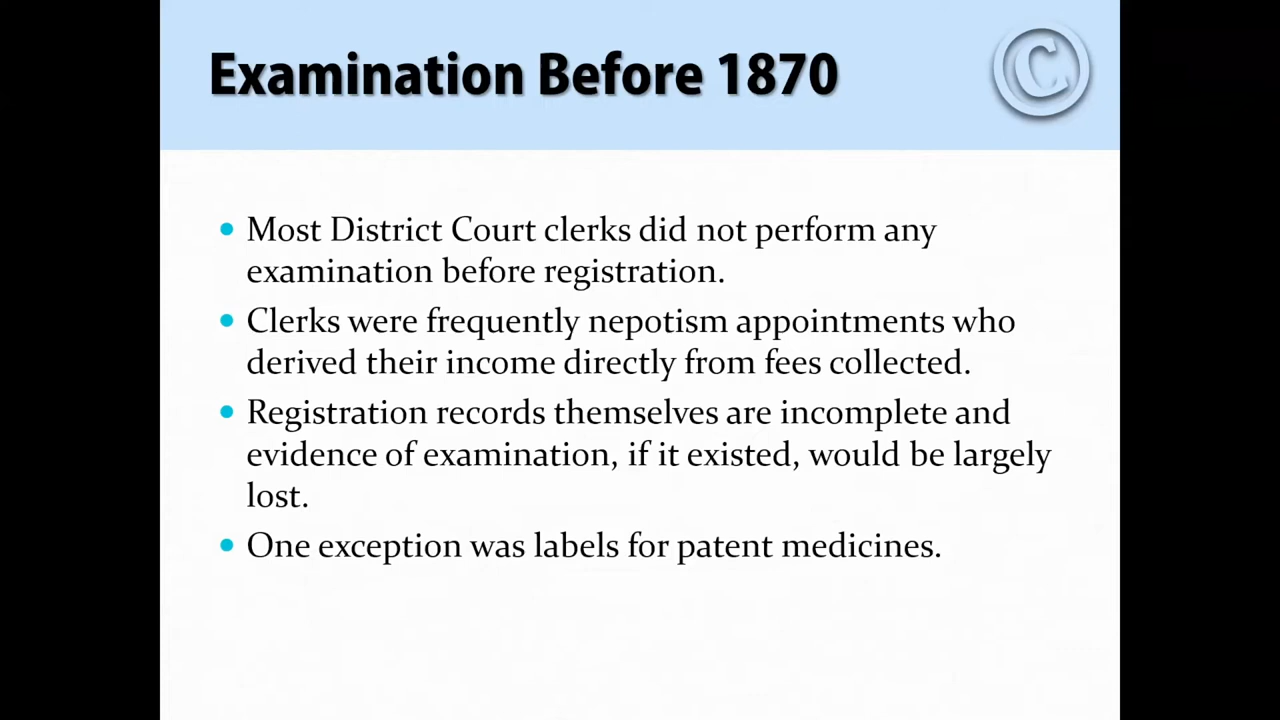 Examination Before 1870
©
• Most District Court clerks did not perform any
examination before registration.
• Clerks were frequently nepotism appointments who
derived their income directly from fees collected.
• Registration records themselves are incomplete and
evidence of examination, if it existed, would be largely
lost.
• One exception was labels for patent medicines.